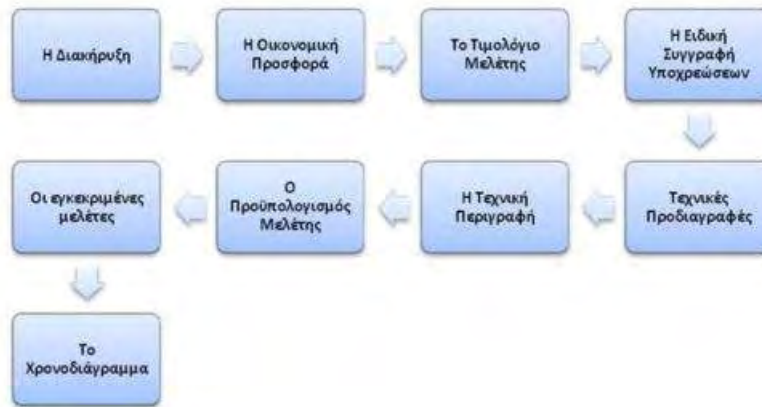 Η Διακήρυξη
Η Οικονομική
Προσφορά
Το Τιμολόγιο
Μελέτης
Η Ειδική
Συγγραφή
Υποχρεώσεων
Τεχνικές
Προδιαγραφές
Η Τεχνική
Περιγραφή
Ο
Προϋπολογισμός
Μελέτης
Οι εγκεκριμένες
μελέτες
Το
Χρονοδιάγραμμα